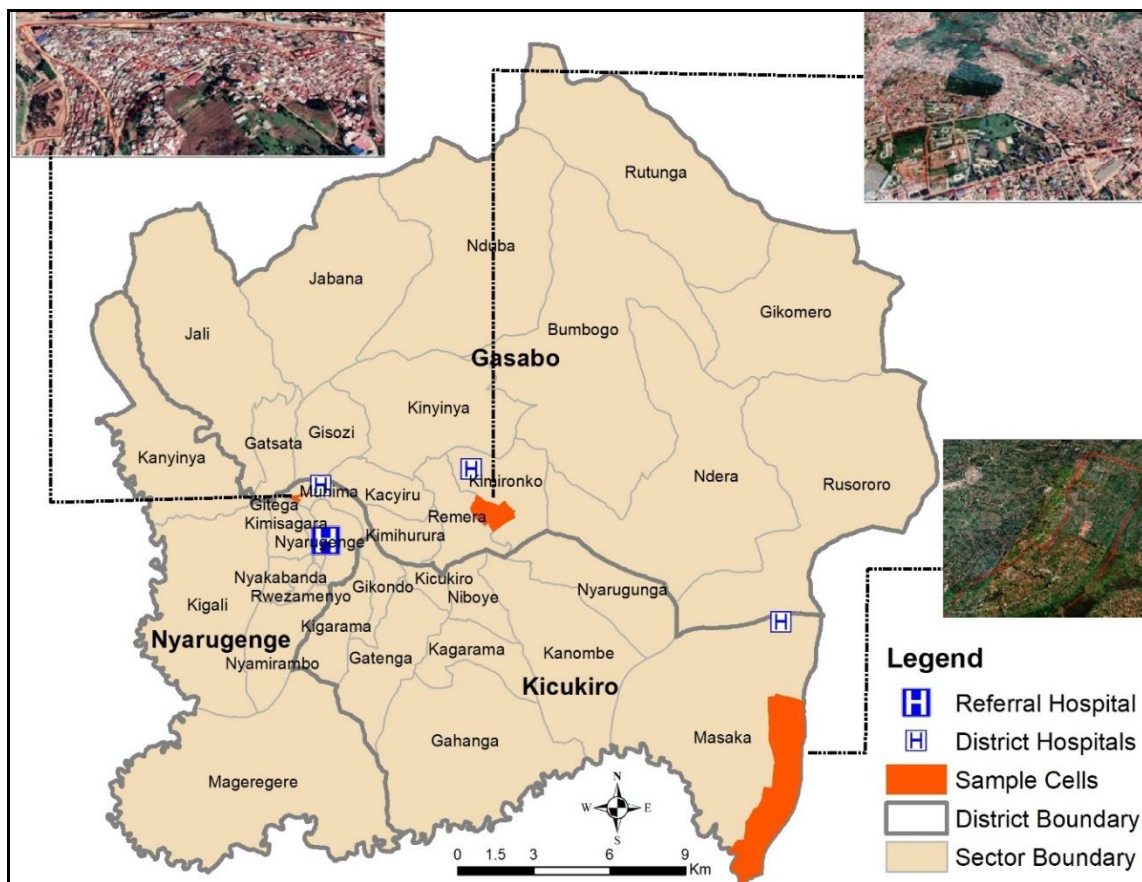 Rutunga
Nduba
Jabana
Gikomero
Jali
Bumbogo
Gasabo
Kinyinya
Gatsata
Gisozi
Kanyinya
Ndera
Rusororo
Kimironko
Muhima
Kacyiru
Gitega
Remera
Kimisagara
Kimihurura
Nyarugenge
Nyakabanda
Gikondo
Kicukiro
Nyarugunga
Rwezamenyo
Niboye
Kigali
Kigarama
Nyarugenge
Kagarama
Kanombe
Nyamirambo
Gatenga
Kicukiro
Masaka
Gahanga
Mageregere
H
H
H
H
N
W E
S
0 1.5 3 6 9
Km
Legend
H Referral Hospital
H District Hospitals
Sample Cells
District Boundary
Sector Boundary